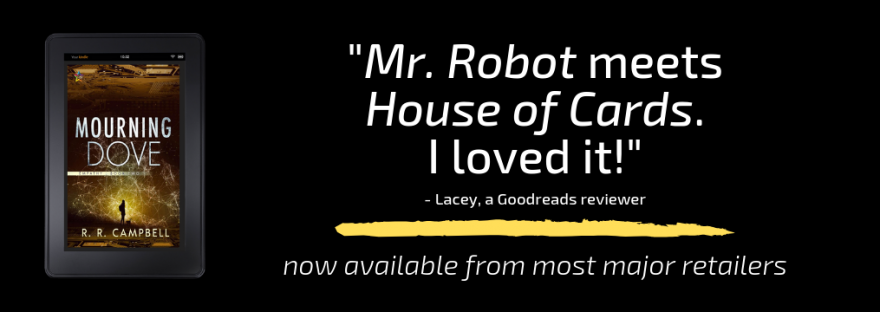 MOURNING
DOVE
R. R. CAMPBELL
"Mr. Robot meets
House of Cards.
I loved it!"
- Lacey, a Goodreads reviewer
now available from most major retailers